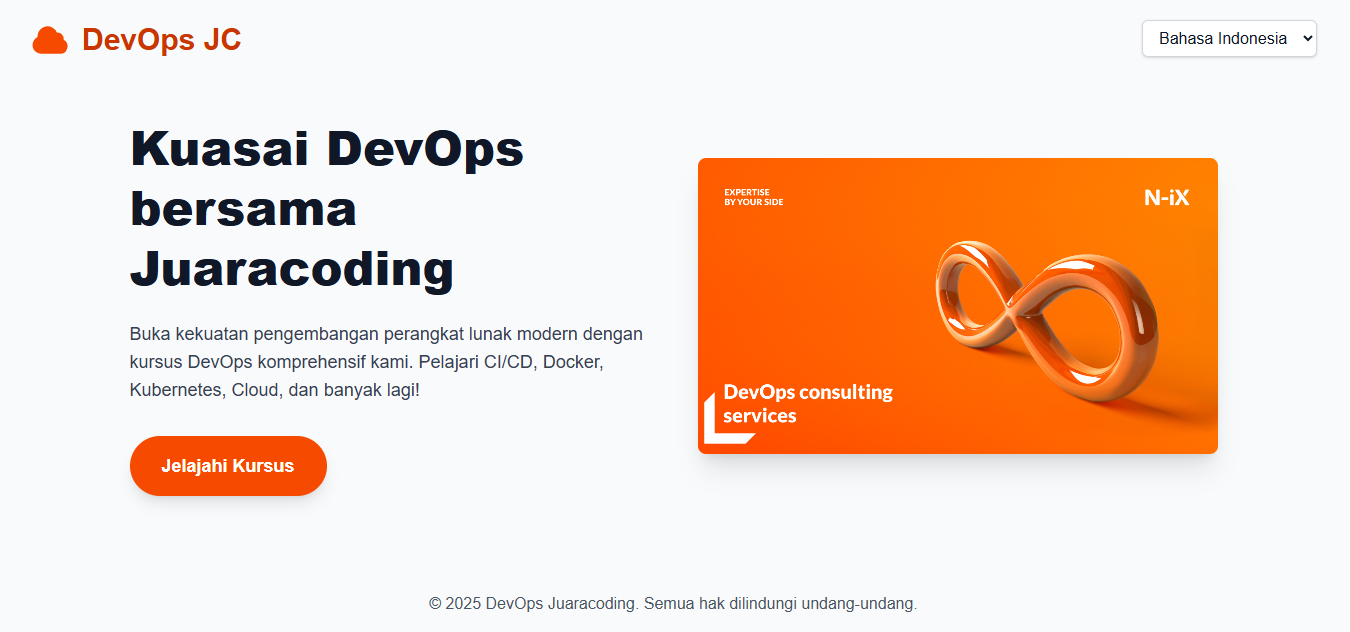 DevOps JC
Bahasa Indonesia
Kuasai DevOps
bersama
Juaracoding
Buka kekuatan pengembangan perangkat lunak modern dengan
kursus DevOps komprehensif kami. Pelajari CI/CD, Docker,
Kubernetes, Cloud, dan banyak lagi!
Jelajahi Kursus
EXPERTISE
BY YOUR SIDE
N-iX
DevOps consulting
services
© 2025 DevOps Juaracoding. Semua hak dilindungi undang-undang.